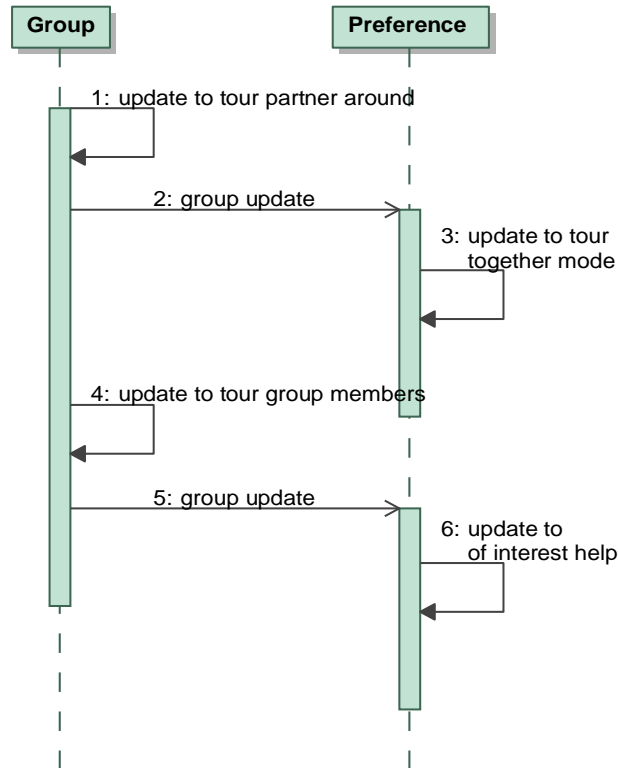 Group
Preference
1: update to tour partner around
2: group update
3: update to tour
together mode
4: update to tour group members
5: group update
6: update to
of interest help